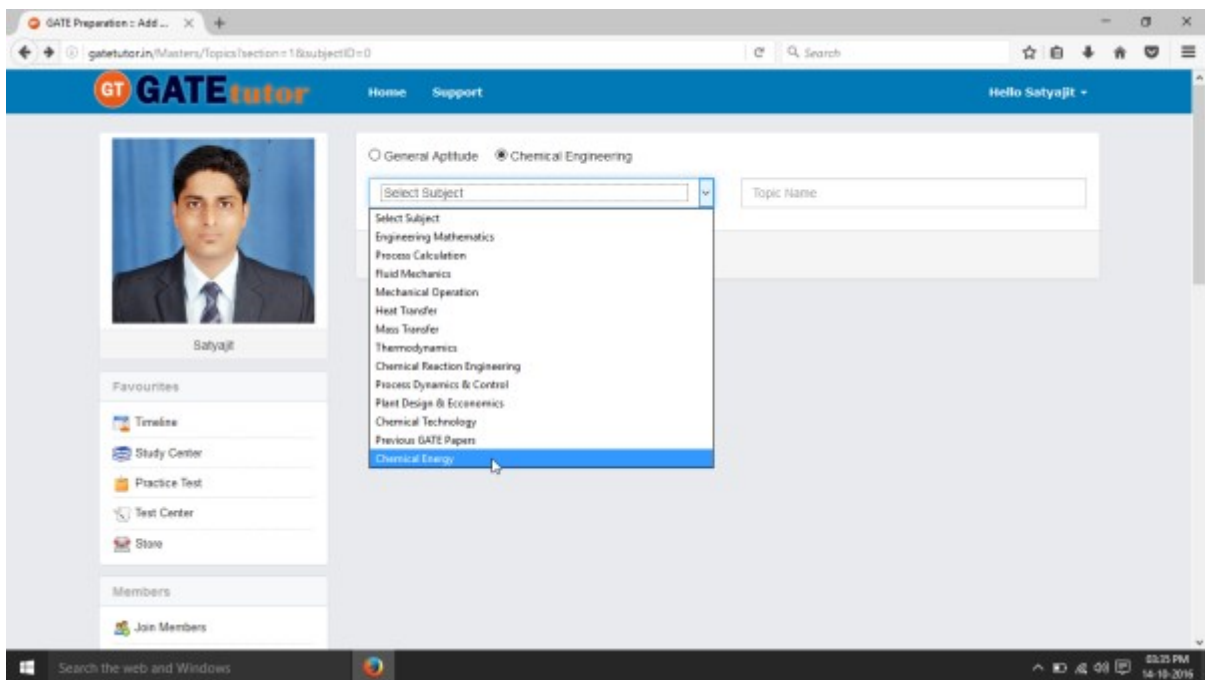 GATE Preparation :: Add ...
gatetutor.in/Masters/Topics?section=1&subjectID=0
Search
GT GATEtutor
Home Support
Hello Satyajit
General Aptitude Chemical Engineering
Select Subject
Topic Name
Select Subject
Engineering Mathematics
Process Calculation
Fluid Mechanics
Mechanical Operation
Heat Transfer
Mass Transfer
Thermodynamics
Chemical Reaction Engineering
Process Dynamics & Control
Plant Design & Ecconomics
Chemical Technology
Previous GATE Papers
Chemical Energy
Satyajit
Favourites
Timeline
Study Center
Practice Test
Test Center
Store
Members
Join Members
Search the web and Windows
03:35 PM
14-10-2016